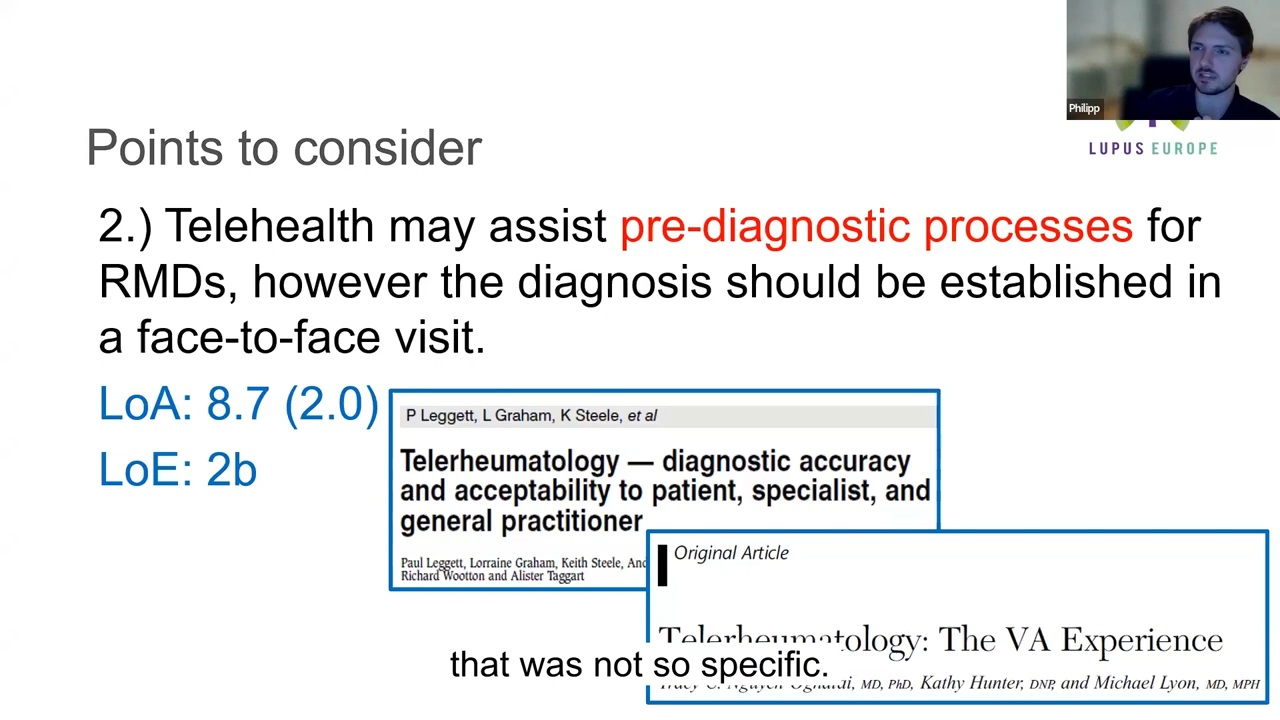 Philipp
LUPUS EUROPE
Points to consider
2.) Telehealth may assist pre-diagnostic processes for
RMDs, however the diagnosis should be established in
a face-to-face visit.
LoA: 8.7 (2.0)
LoE: 2b
P Leggett, L Graham, K Steele, et al
Telerheumatology — diagnostic accuracy
and acceptability to patient, specialist, and
general practitioner
Paul Leggett, Lorraine Graham, Keith Steele,
Richard Wootton and Alister Taggart
Original Article
Telerheumatology: The VA Experience
MD, PhD, Kathy Hunter, DNP, and Michael Lyon, MD, MPH
that was not so specific.